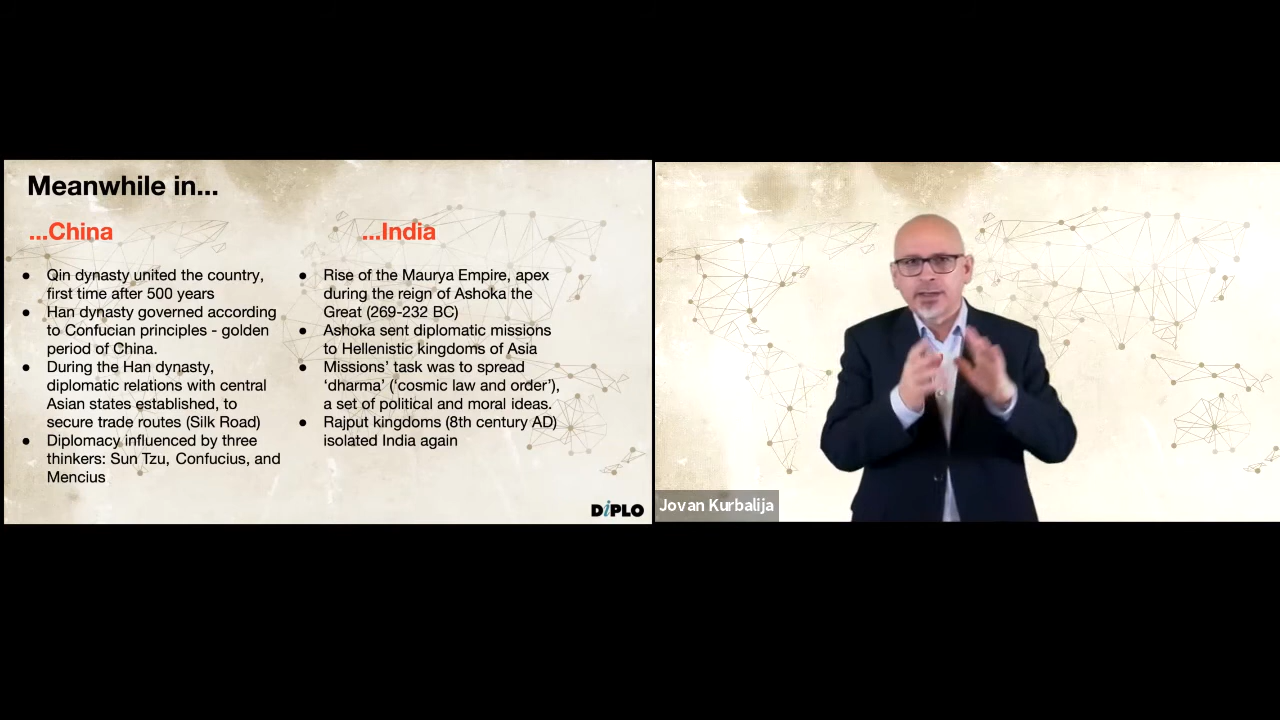 Meanwhile in...
...China
● Qin dynasty united the country,
first time after 500 years
● Han dynasty governed according
to Confucian principles - golden
period of China.
● During the Han dynasty,
diplomatic relations with central
Asian states established, to
secure trade routes (Silk Road)
● Diplomacy influenced by three
thinkers: Sun Tzu, Confucius, and
Mencius
...India
● Rise of the Maurya Empire, apex
during the reign of Ashoka the
Great (269-232 BC)
● Ashoka sent diplomatic missions
to Hellenistic kingdoms of Asia
● Missions’ task was to spread
‘dharma’ (‘cosmic law and order’),
a set of political and moral ideas.
● Rajput kingdoms (8th century AD)
isolated India again
DiPLO
Jovan Kurbalija